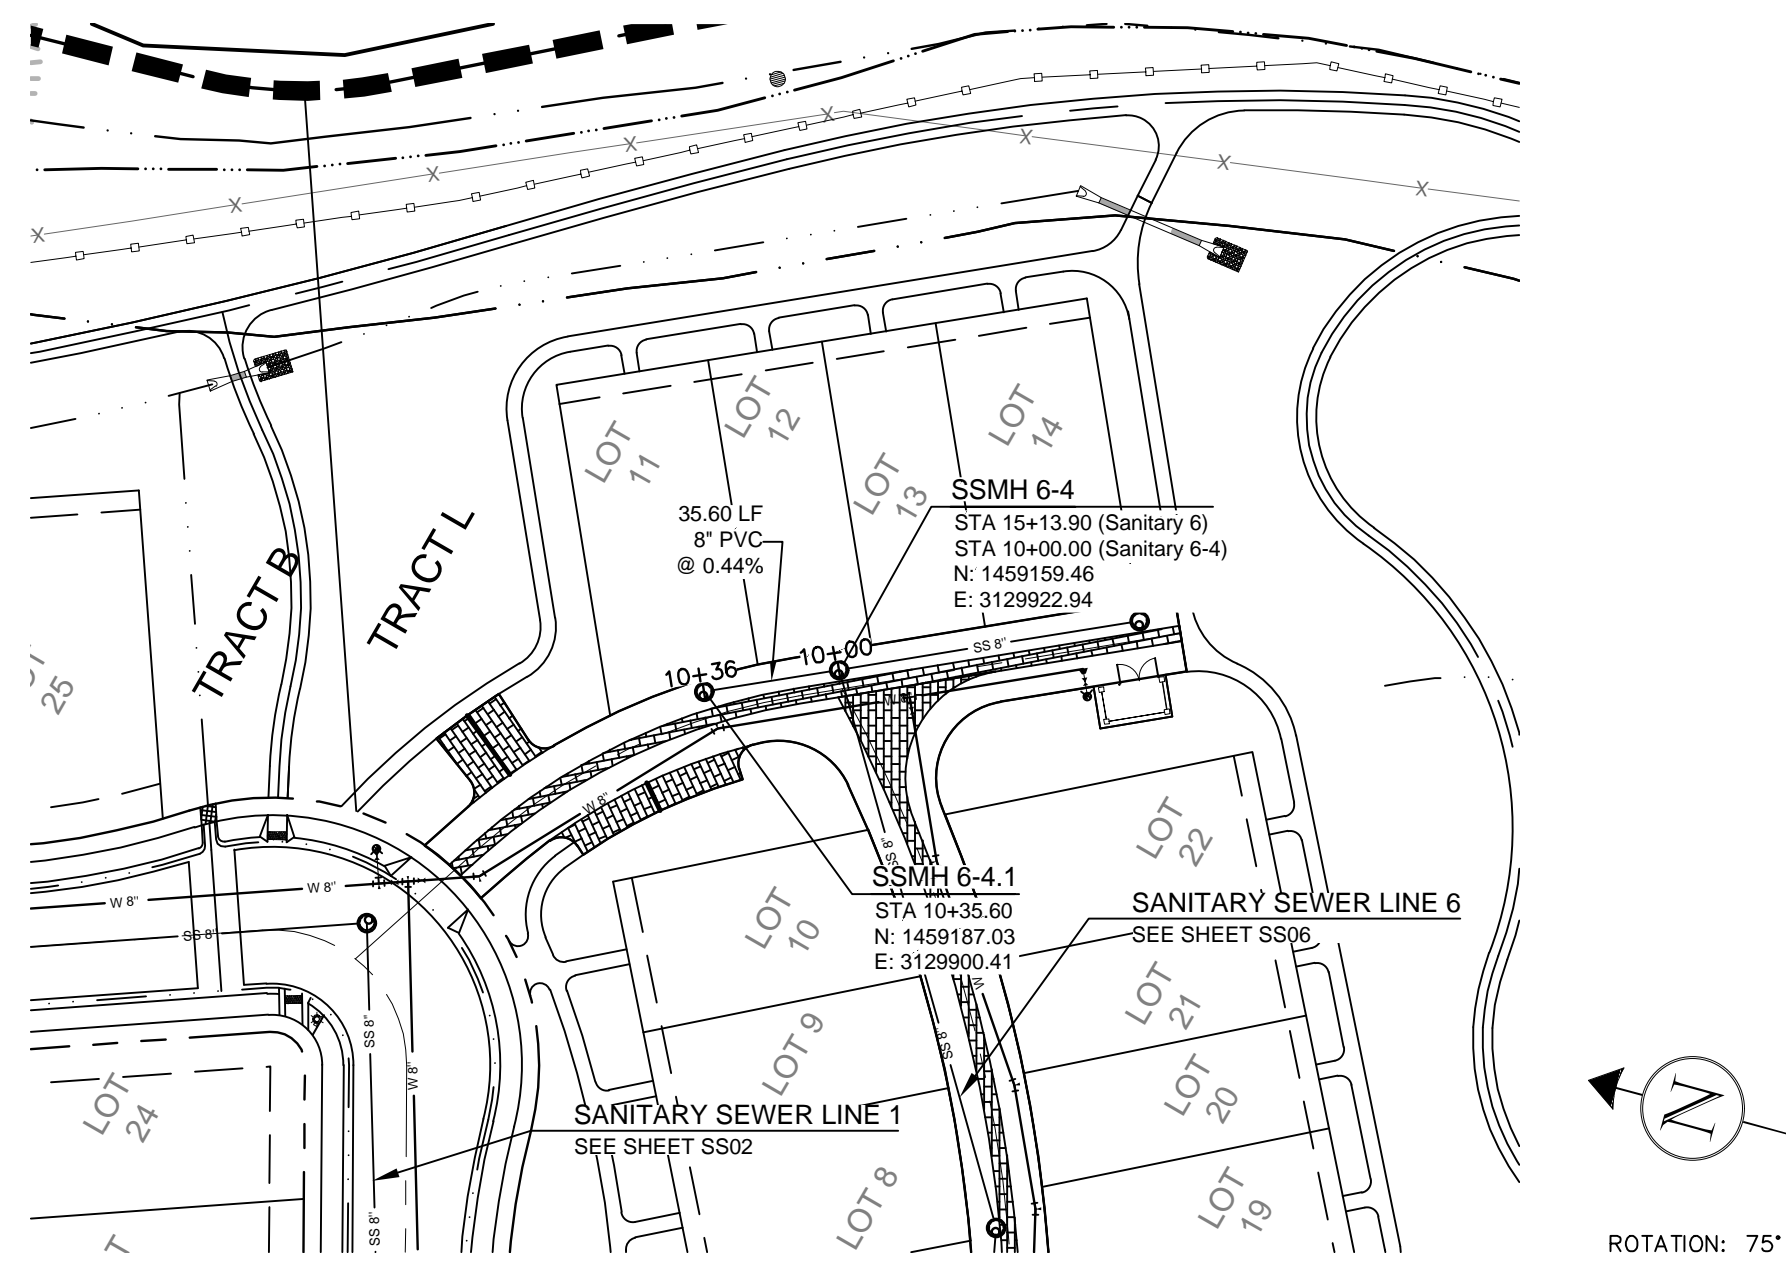 LOT
11
LOT
12
LOT
13
LOT
14
SSMH 6-4
STA 15+13.90 (Sanitary 6)
STA 10+00.00 (Sanitary 6-4)
N: 1459159.46
E: 3129922.94
35.60 LF
8" PVC
@ 0.44%
TRACT B
TRACT L
25
10+36
10+00
SS 8"
W 8"
W 8"
LOT
22
SS 8"
SSMH 6-4.1
STA 10+35.60
N: 1459187.03
E: 3129900.41
SANITARY SEWER LINE 6
SEE SHEET SS06
W 8"
W 8"
SS 8"
LOT
10
LOT
21
W
SS 8"
SS 8"
W 8"
LOT 9
LOT
20
LOT
24
SANITARY SEWER LINE 1
SEE SHEET SS02
LOT 8
LOT
19
SS 8"
N
ROTATION: 75°
X
X
X
X
X
X
X
X